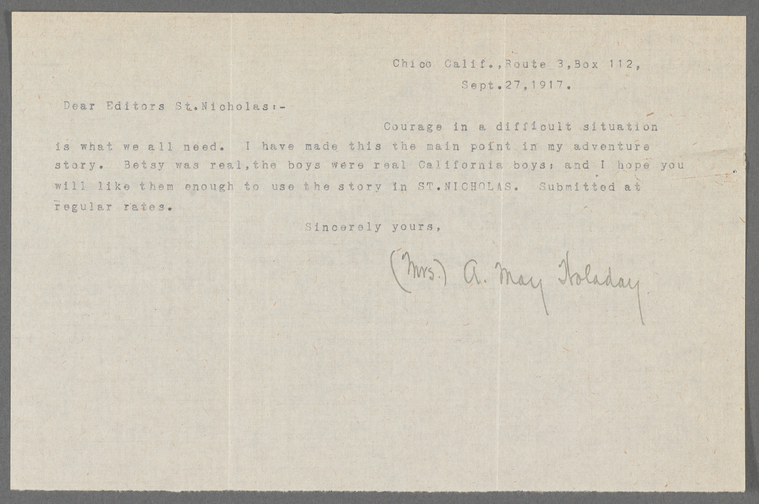 Chico Calif.,Route 3,Box 112,
Sept.27,1917.
Dear Editors St.Nicholas:-
Courage in a difficult situation
is what we all need. I have made this the main point in my adventure
story. Betsy was real,the boys were real California boys; and I hope you
will like them enough to use the story in ST.NICHOLAS. Submitted at
regular rates.
Sincerely yours,
(Mrs.) A. May Holaday